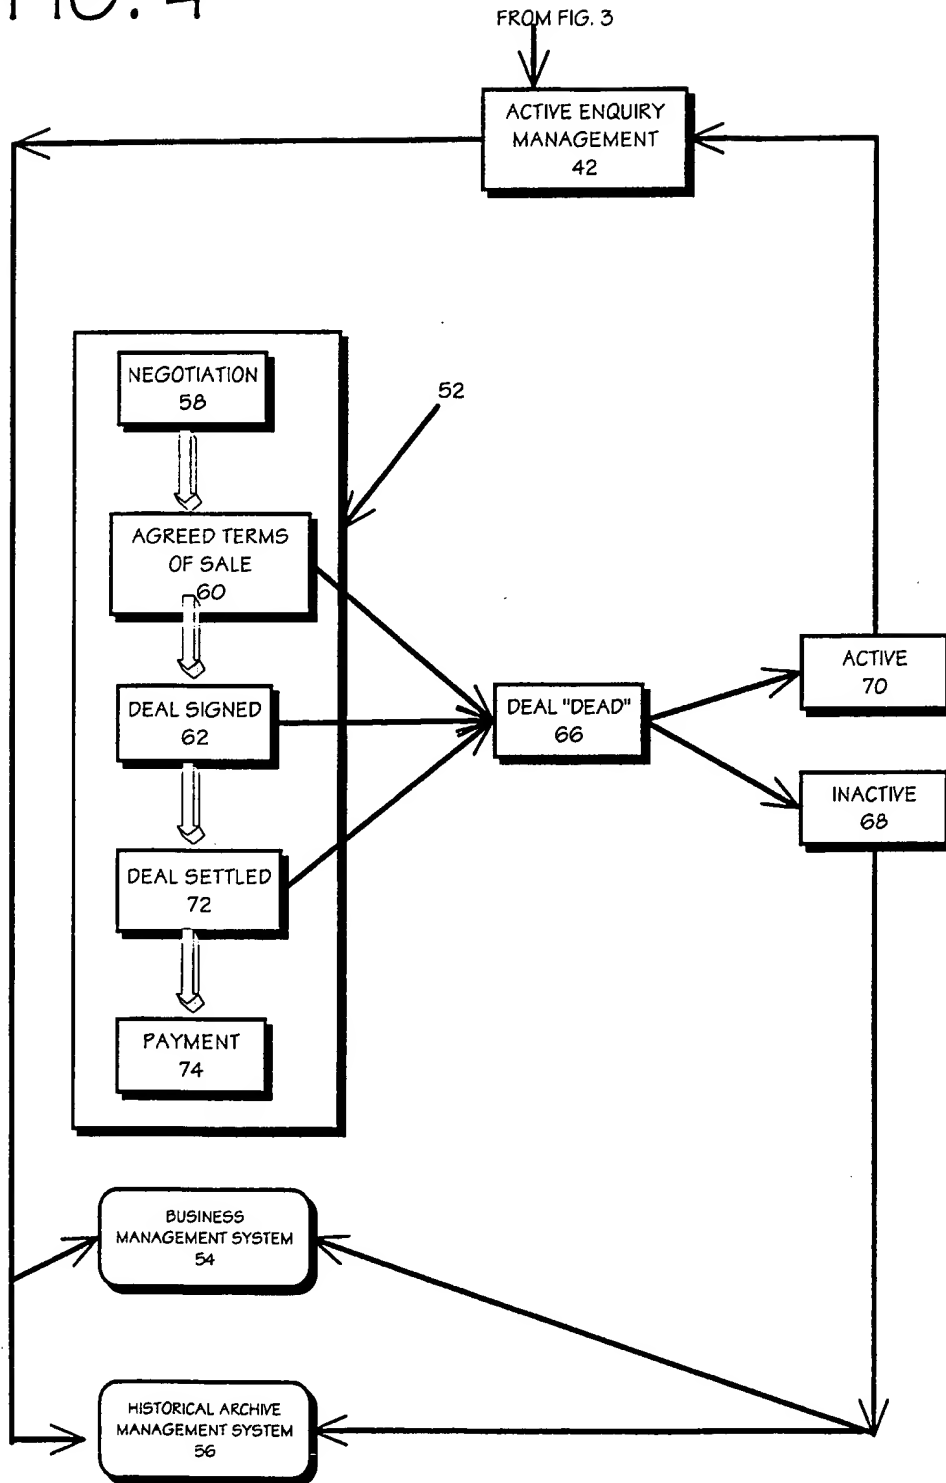 FIG. 4
FROM FIG. 3
ACTIVE ENQUIRY
MANAGEMENT
42
NEGOTIATION
58
52
AGREED TERMS
OF SALE
60
DEAL SIGNED
62
DEAL "DEAD"
66
ACTIVE
70
INACTIVE
68
DEAL SETTLED
72
PAYMENT
74
BUSINESS
MANAGEMENT SYSTEM
54
HISTORICAL ARCHIVE
MANAGEMENT SYSTEM
56